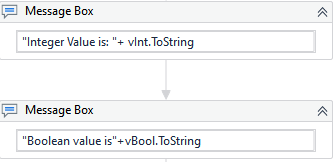 Message Box
"Integer Value is: "+ vInt.ToString
Message Box
"Boolean value is"+vBool.ToString